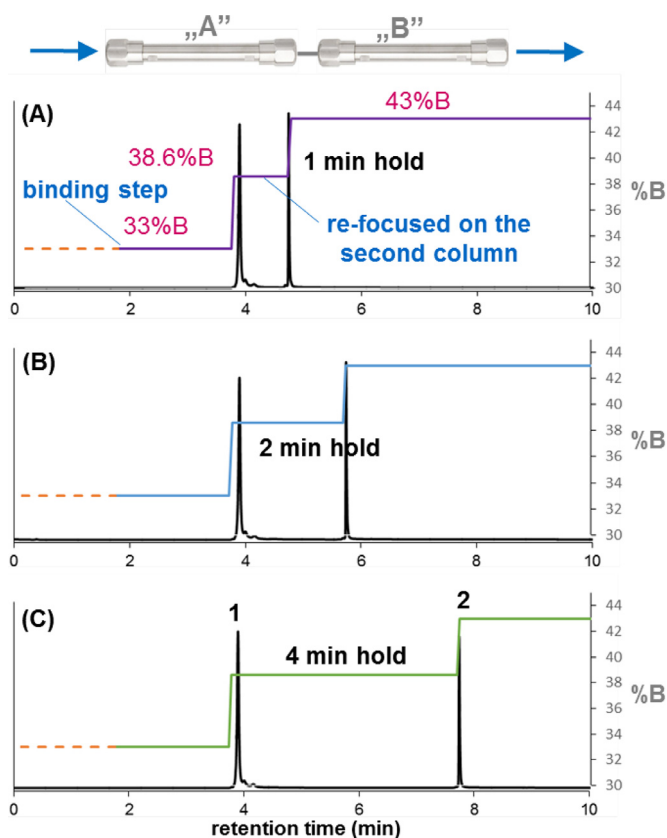 „A” „B”
(A)
43%B
38.6%B
1 min hold
binding step
33%B
re-focused on the
second column
44
42
40
38
36
34
32
30
%B
0 2 4 6 8 10
(B)
2 min hold
44
42
40
38
36
34
32
30
%B
0 2 4 6 8 10
(C)
1
2
4 min hold
44
42
40
38
36
34
32
30
%B
0 2 4 6 8 10
retention time (min)